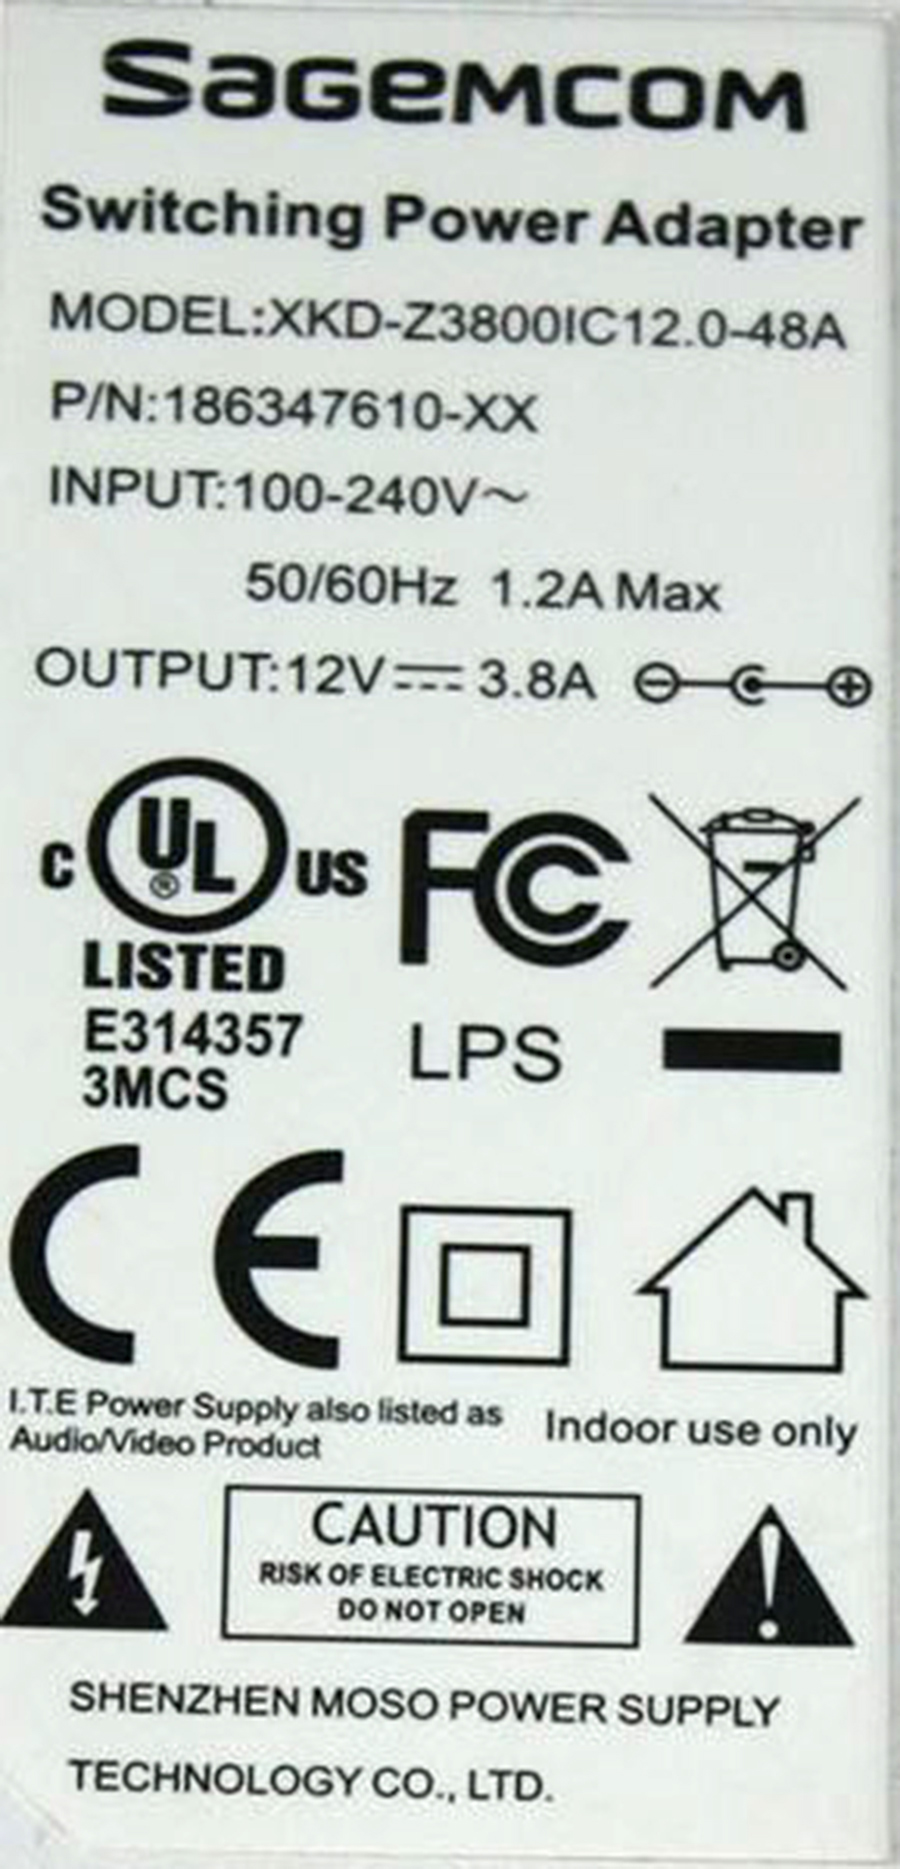 Sagemcom
Switching Power Adapter
MODEL:XKD-Z3800IC12.0-48A
P/N:186347610-XX
INPUT:100-240V~
50/60Hz 1.2A Max
OUTPUT:12V⎓3.8A
C UL® US
LISTED
E314357
3MCS
FC
LPS
CE
I.T.E Power Supply also listed as
Audio/Video Product
Indoor use only
CAUTION
RISK OF ELECTRIC SHOCK
DO NOT OPEN
SHENZHEN MOSO POWER SUPPLY
TECHNOLOGY CO., LTD.